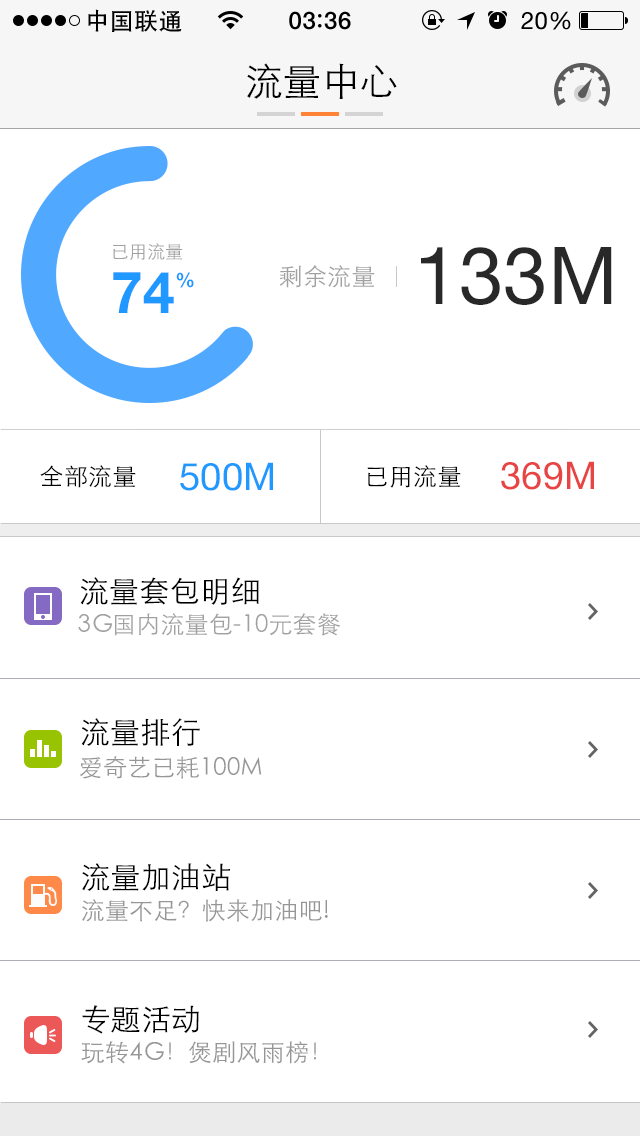 中国联通 03:36 20%
流量中心
已用流量
74%
剩余流量 133M
全部流量 500M 已用流量 369M
流量套包明细
3G国内流量包-10元套餐
流量排行
爱奇艺已耗100M
流量加油站
流量不足？快来加油吧!
专题活动
玩转4G！煲剧风雨榜!